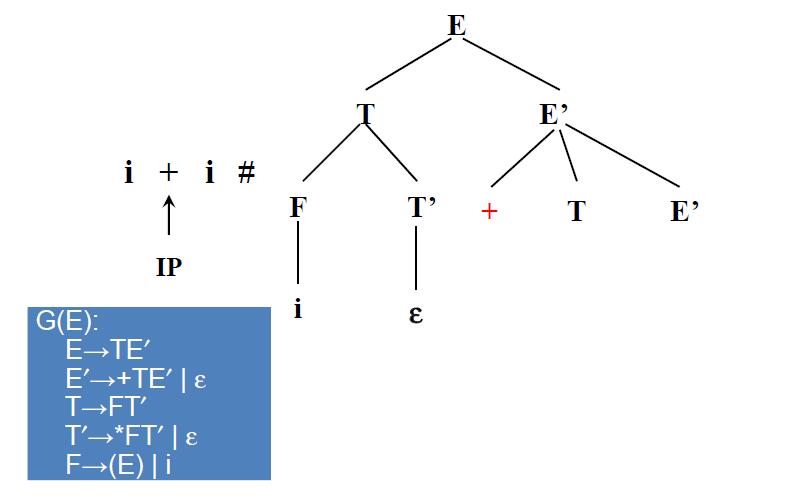 E
T E’
i + i #
F T’ + T E’
IP
i ε
G(E):
E→TE′
E′→+TE′ | ε
T→FT′
T′→*FT′ | ε
F→(E) | i